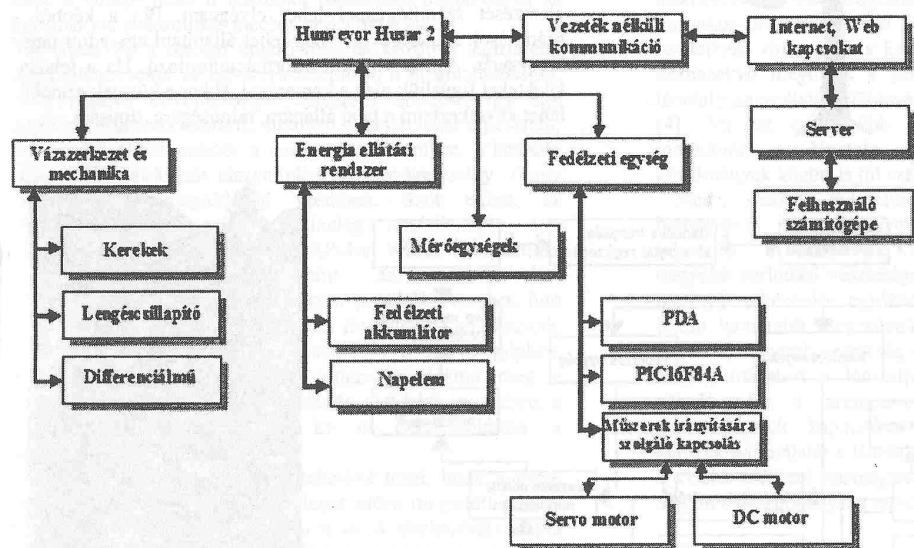 Hunveyor Husar 2
Vezeték nélküli
kommunikáció
Internet, Web
kapcsokat
Server
Felhasználó
számítógépe
Vázszerkezet és
mechanika
Energia ellátási
rendszer
Fedélzeti egység
Kerekek
Lengéscsillapító
Differenciálmű
Mérőegységek
Fedélzeti
akkumlátor
Napelem
PDA
PIC16F84A
Műszerek irányítására
szolgáló kapcsolás
Servo motor
DC motor